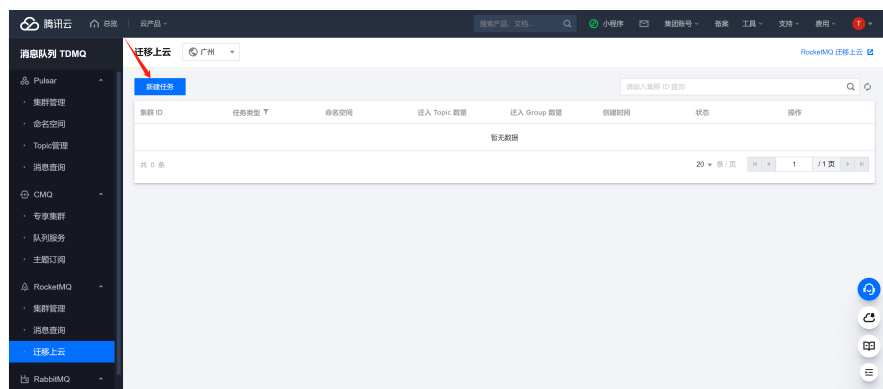 腾讯云 总览 云产品 搜索产品、文档... 小程序 集团账号 备案 工具 支持 费用 T
消息队列 TDMQ
迁移上云 广州 RocketMQ 迁移上云
Pulsar
集群管理
命名空间
Topic管理
消息查询
CMQ
专享集群
队列服务
主题订阅
RocketMQ
集群管理
消息查询
迁移上云
RabbitMQ
新建任务 请输入集群 ID 查询
集群 ID 任务类型 命名空间 迁入 Topic 数量 迁入 Group 数量 创建时间 状态 操作
暂无数据
共 0 条 20 条 / 页 1 / 1 页